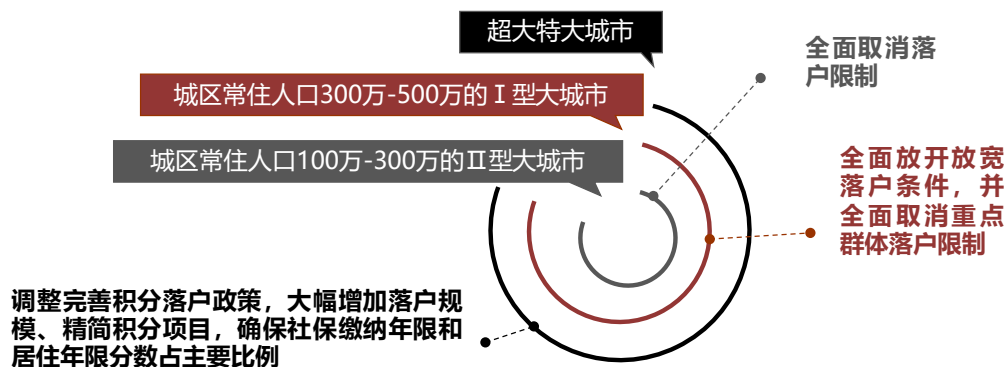 超大特大城市
城区常住人口300万-500万的Ⅰ型大城市
城区常住人口100万-300万的Ⅱ型大城市
全面取消落
户限制
全面放开放宽
落户条件，并
全面取消重点
群体落户限制
调整完善积分落户政策，大幅增加落户规
模、精简积分项目，确保社保缴纳年限和
居住年限分数占主要比例